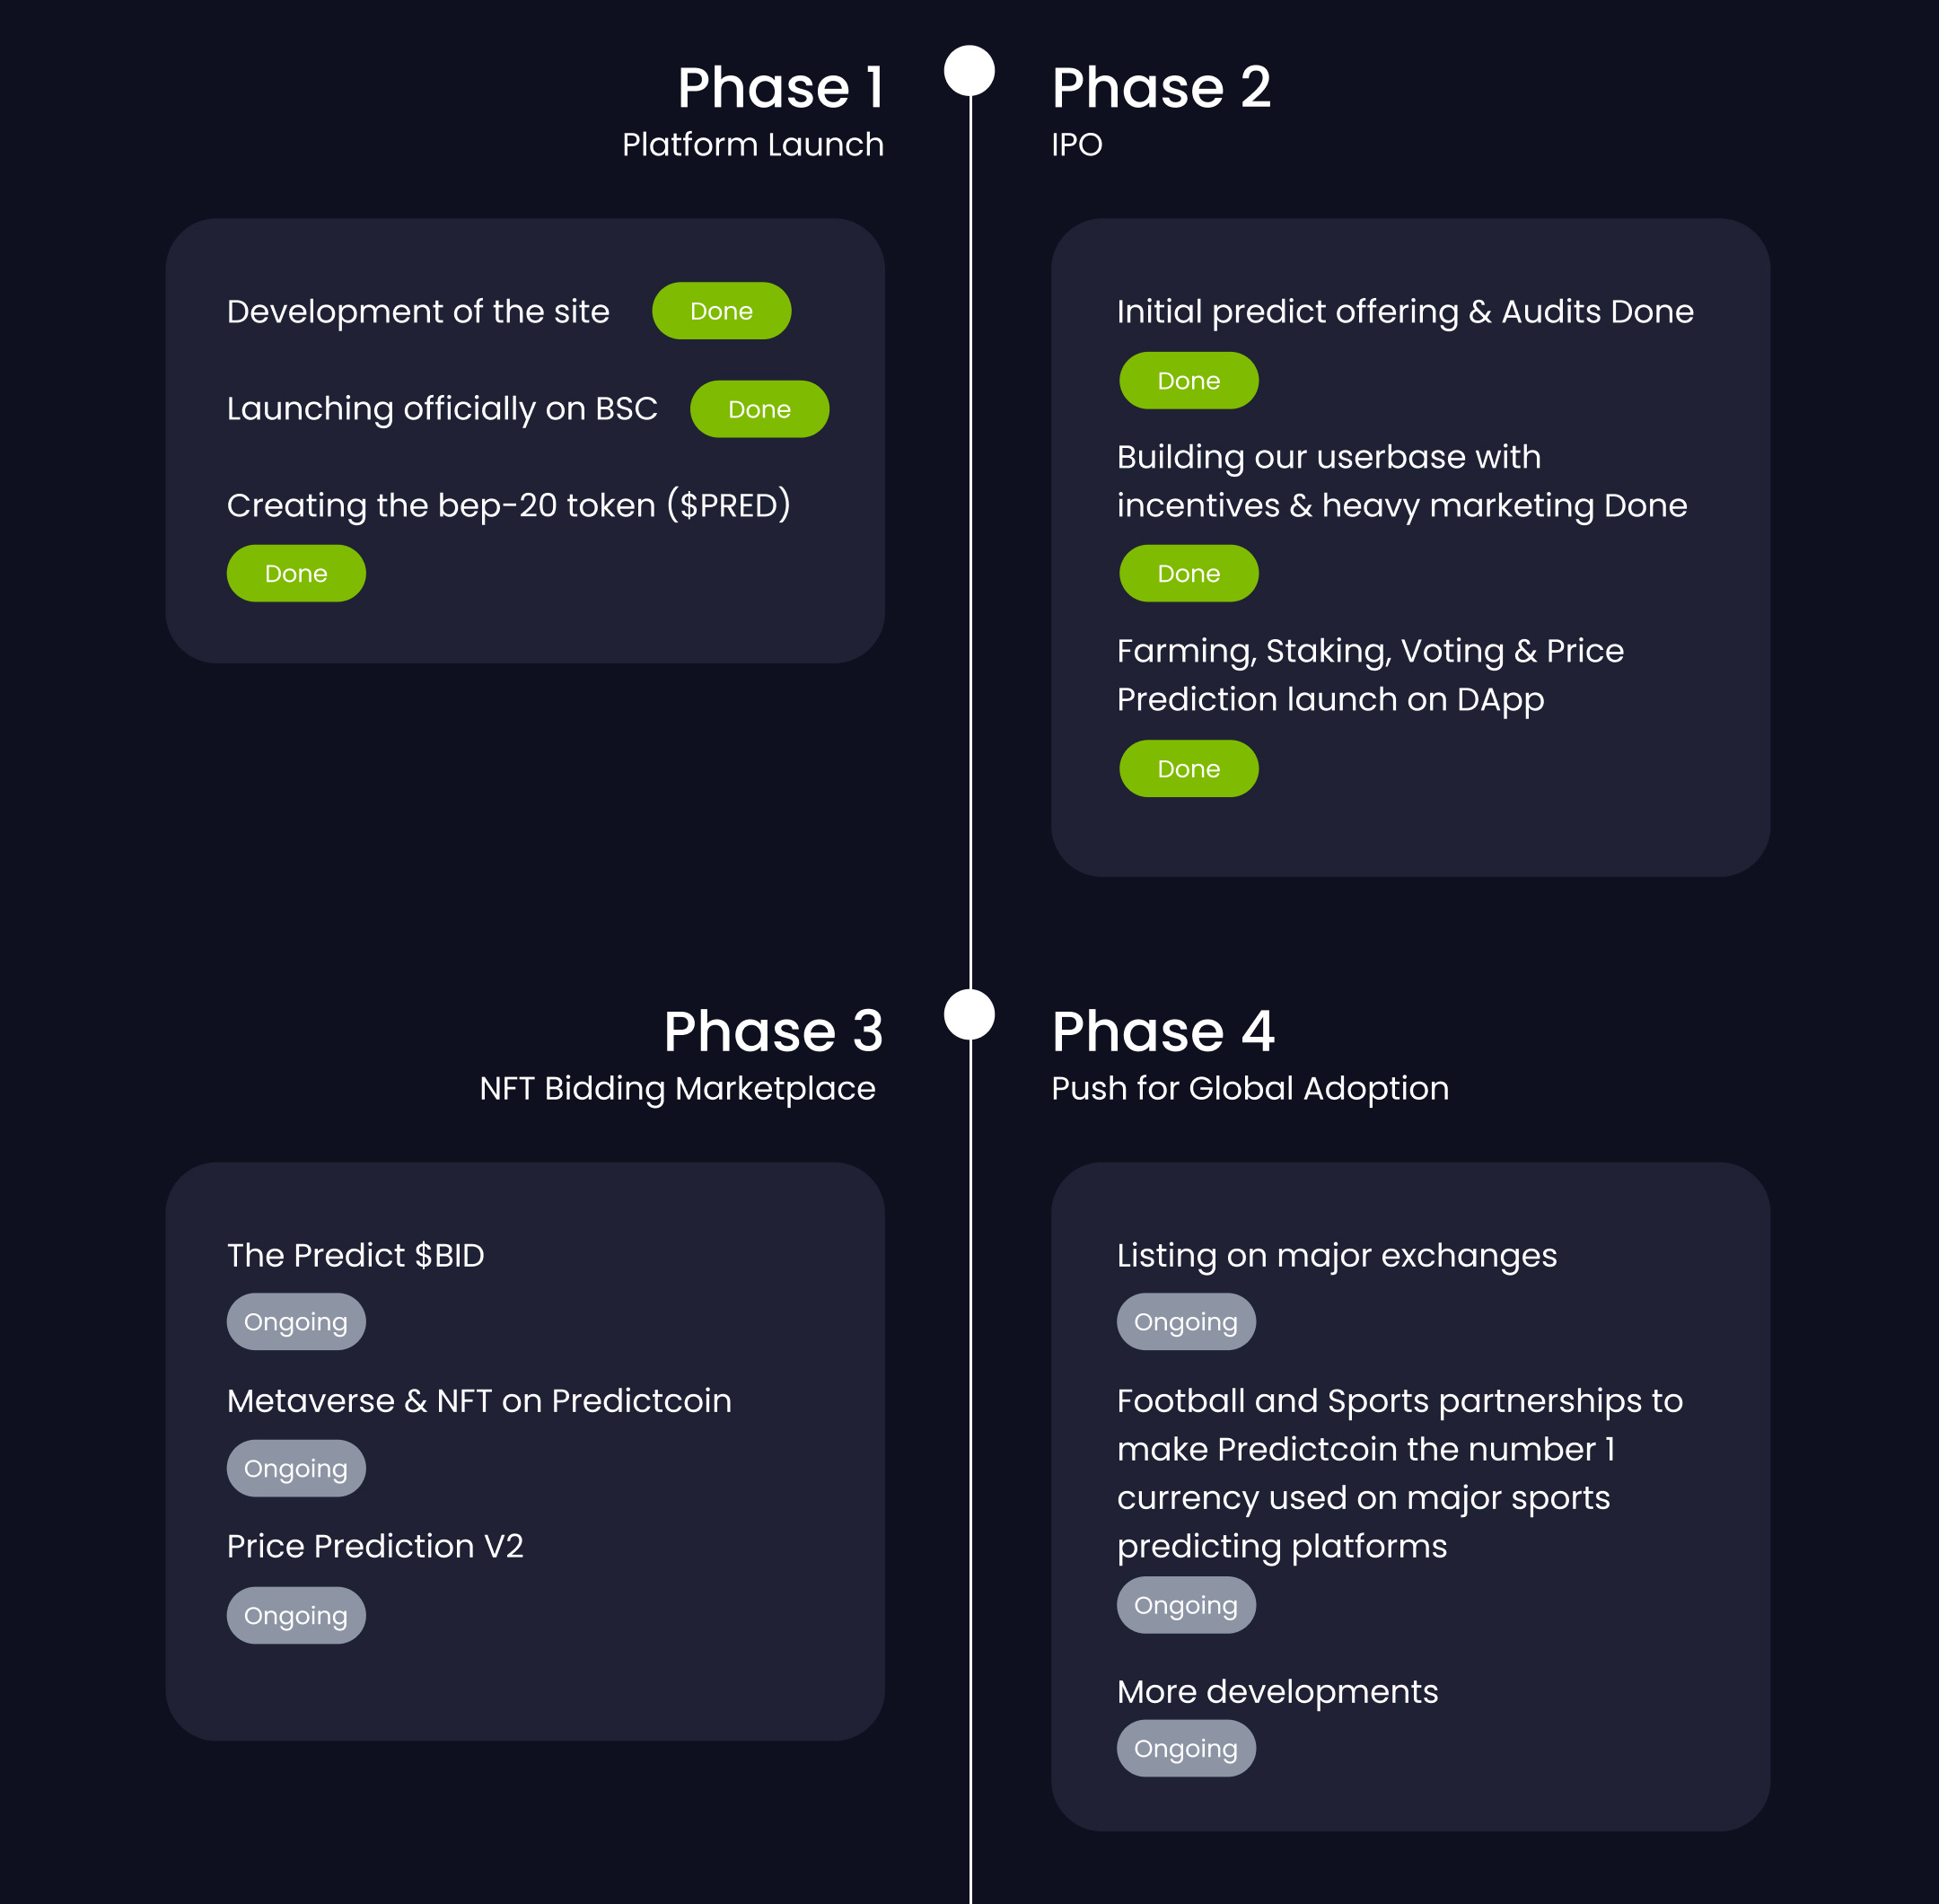 Phase 1
Platform Launch
Development of the site
Done
Launching officially on BSC
Done
Creating the bep-20 token ($PRED)
Done
Phase 2
IPO
Initial predict offering & Audits Done
Done
Building our userbase with
incentives & heavy marketing Done
Done
Farming, Staking, Voting & Price
Prediction launch on DApp
Done
Phase 3
NFT Bidding Marketplace
The Predict $BID
Ongoing
Metaverse & NFT on Predictcoin
Ongoing
Price Prediction V2
Ongoing
Phase 4
Push for Global Adoption
Listing on major exchanges
Ongoing
Football and Sports partnerships to
make Predictcoin the number 1
currency used on major sports
predicting platforms
Ongoing
More developments
Ongoing